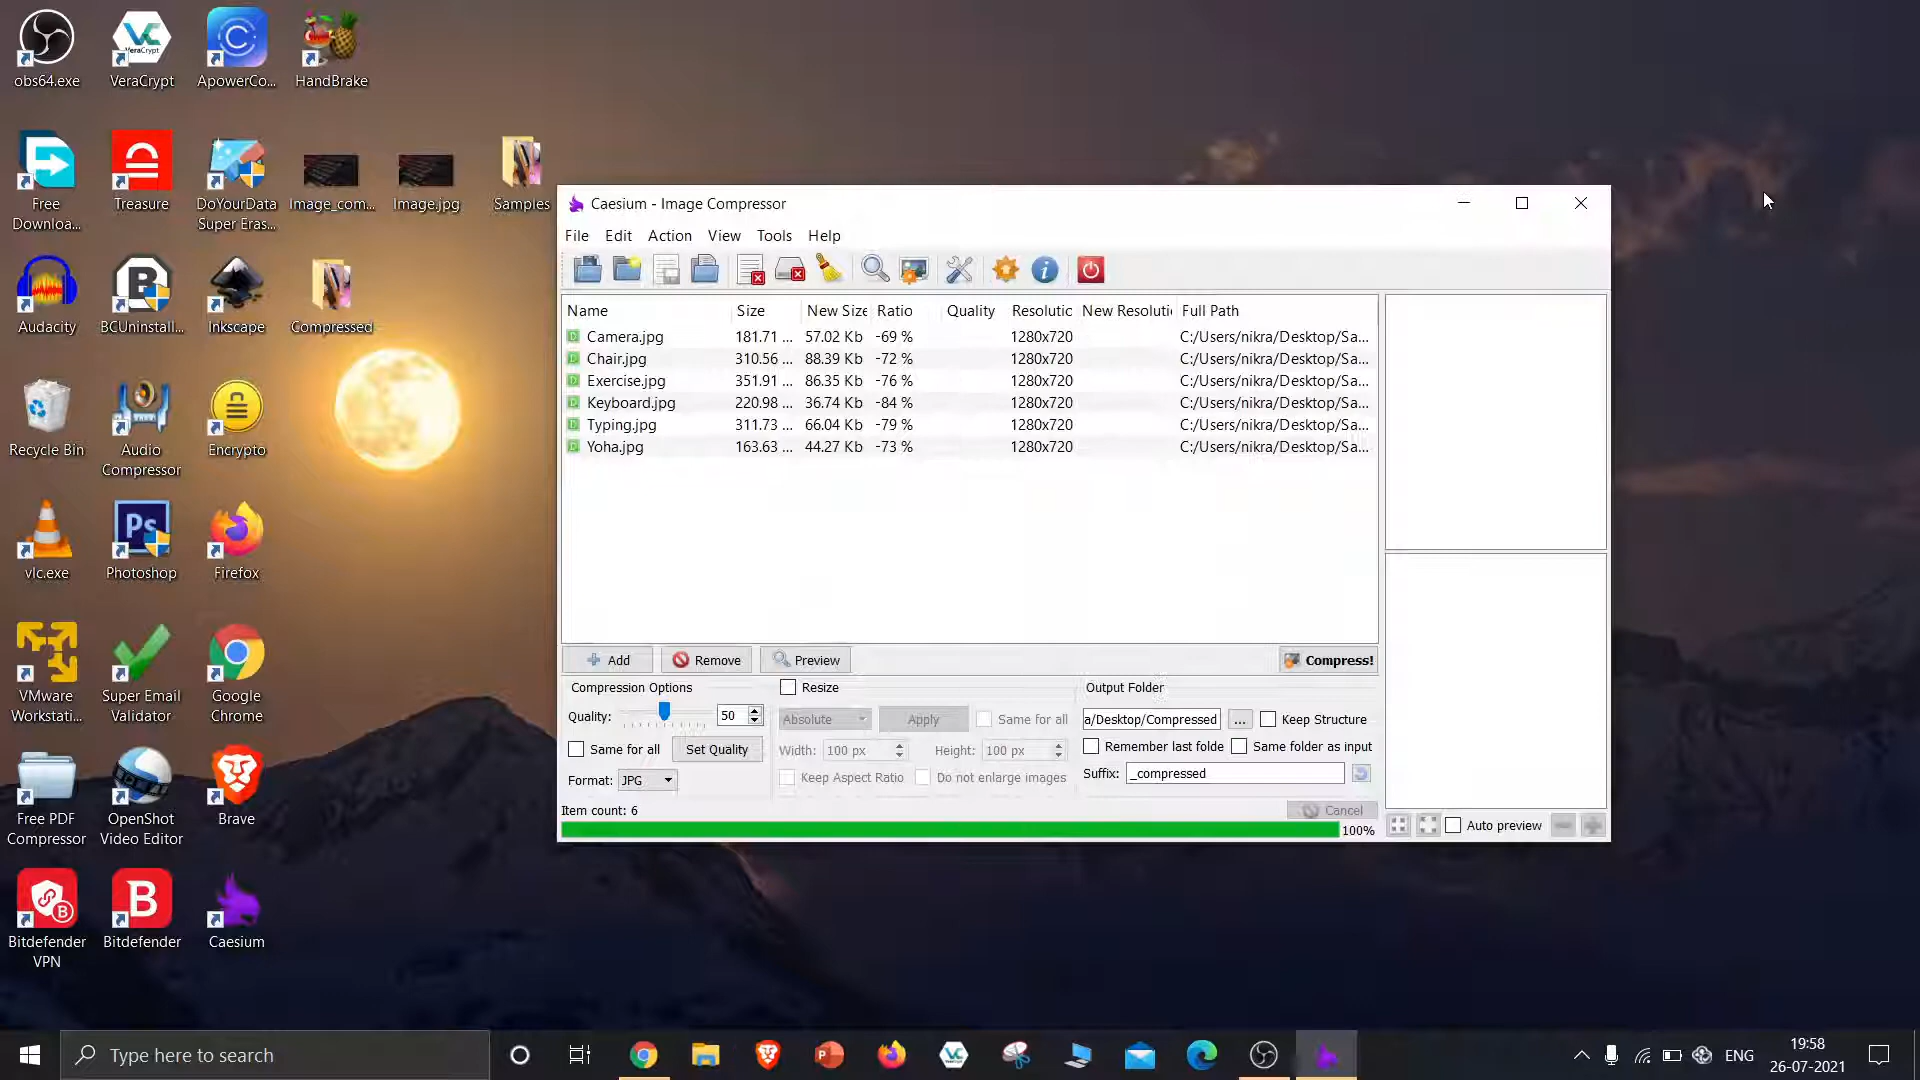 obs64.exe
VeraCrypt
ApowerCo...
HandBrake
Free
Downloa...
Treasure
DoYourData
Super Eras...
Image_com...
Image.jpg
Samples
Audacity
BCUninstall...
Inkscape
Compressed
Recycle Bin
Audio
Compressor
Encrypto
vlc.exe
Photoshop
Firefox
VMware
Workstati...
Super Email
Validator
Google
Chrome
Free PDF
Compressor
OpenShot
Video Editor
Brave
Bitdefender
VPN
Bitdefender
Caesium
Caesium - Image Compressor
File Edit Action View Tools Help
Name Size New Size Ratio Quality Resolutic New Resoluti Full Path
Camera.jpg 181.71 ... 57.02 Kb -69 % 1280x720 C:/Users/nikra/Desktop/Sa...
Chair.jpg 310.56 ... 88.39 Kb -72 % 1280x720 C:/Users/nikra/Desktop/Sa...
Exercise.jpg 351.91 ... 86.35 Kb -76 % 1280x720 C:/Users/nikra/Desktop/Sa...
Keyboard.jpg 220.98 ... 36.74 Kb -84 % 1280x720 C:/Users/nikra/Desktop/Sa...
Typing.jpg 311.73 ... 66.04 Kb -79 % 1280x720 C:/Users/nikra/Desktop/Sa...
Yoha.jpg 163.63 ... 44.27 Kb -73 % 1280x720 C:/Users/nikra/Desktop/Sa...
Add Remove Preview Compress!
Compression Options Resize Output Folder
Quality: 50 Absolute Apply Same for all a/Desktop/Compressed ... Keep Structure
Same for all Set Quality Width: 100 px Height: 100 px Remember last folde Same folder as input
Format: JPG Keep Aspect Ratio Do not enlarge images Suffix: _compressed
Item count: 6 Cancel
100% Auto preview
Type here to search
ENG
19:58
26-07-2021